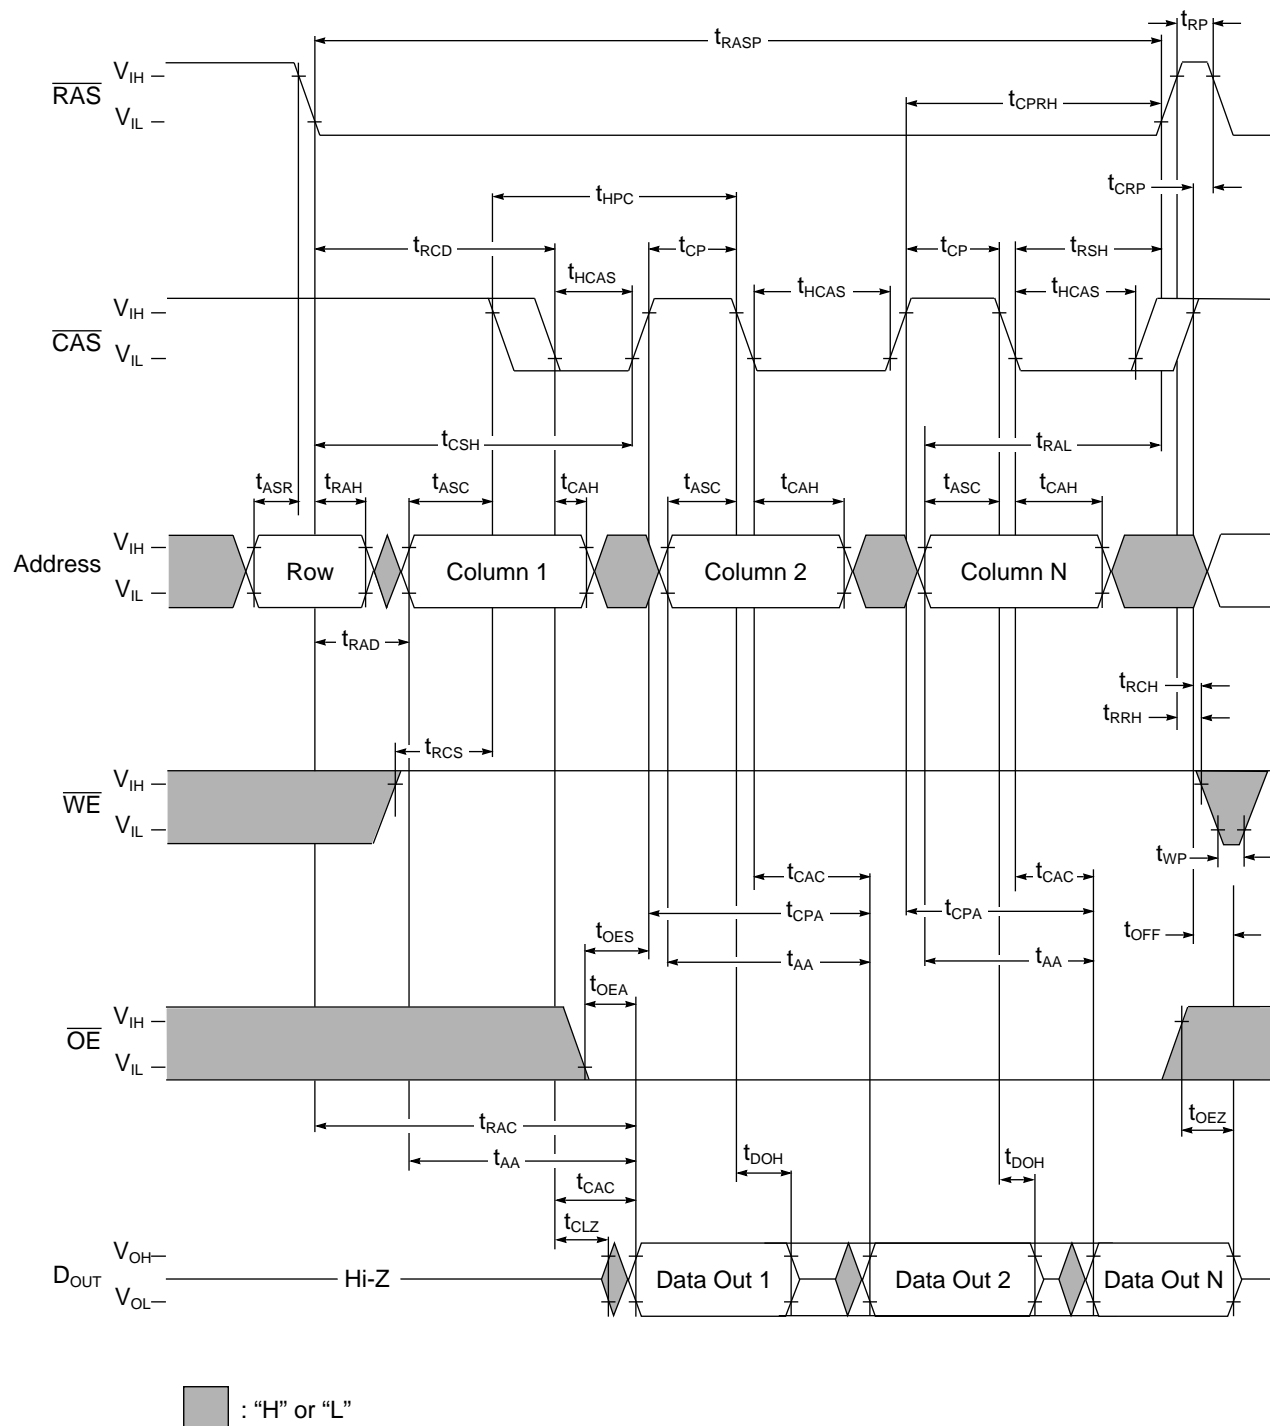 tRP
tRASP
VIH
RAS
tCPRH
VIL
tCRP
tHPC
tRCD tCP tCP tRSH
tHCAS tHCAS tHCAS
VIH
CAS
VIL
tCSH tRAL
tASR tRAH tASC tCAH tASC tCAH tASC tCAH
VIH
Address Row Column 1 Column 2 Column N
VIL
tRAD
tRCH
tRRH
tRCS
VIH
WE
VIL
tWP
tCAC tCAC
tCPA tCPA
tOES tOFF
tAA tAA
tOEA
VIH
OE
VIL
tRAC tOEZ
tAA tDOH tDOH
tCAC
tCLZ
VOH
DOUT Hi-Z Data Out 1 Data Out 2 Data Out N
VOL
: “H” or “L”